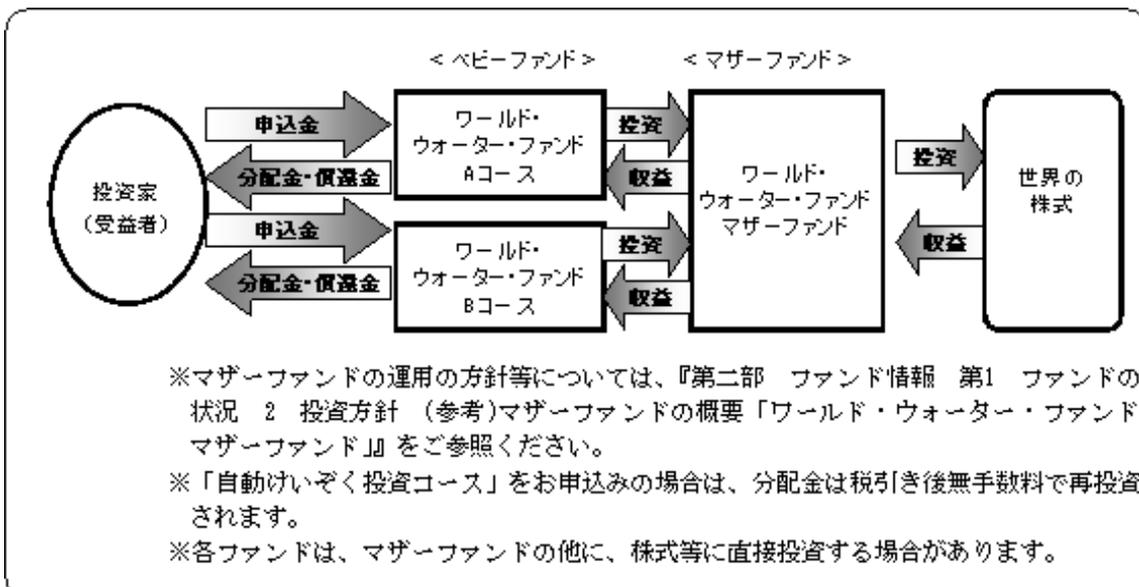 ＜ベビーファンド＞
＜マザーファンド＞
投資家
（受益者）
申込金
分配金・償還金
申込金
分配金・償還金
ワールド・
ウォーター・ファンド
Aコース
ワールド・
ウォーター・ファンド
Bコース
投資
収益
投資
収益
ワールド・
ウォーター・ファンド
マザーファンド
投資
収益
世界の
株式
※マザーファンドの運用の方針等については、『第二部　ファンド情報　第1　ファンドの
状況　2　投資方針　（参考)マザーファンドの概要「ワールド・ウォーター・ファンド
マザーファンド」』をご参照ください。
※「自動けいぞく投資コース」をお申込みの場合は、分配金は税引き後無手数料で再投資
されます。
※各ファンドは、マザーファンドの他に、株式等に直接投資する場合があります。